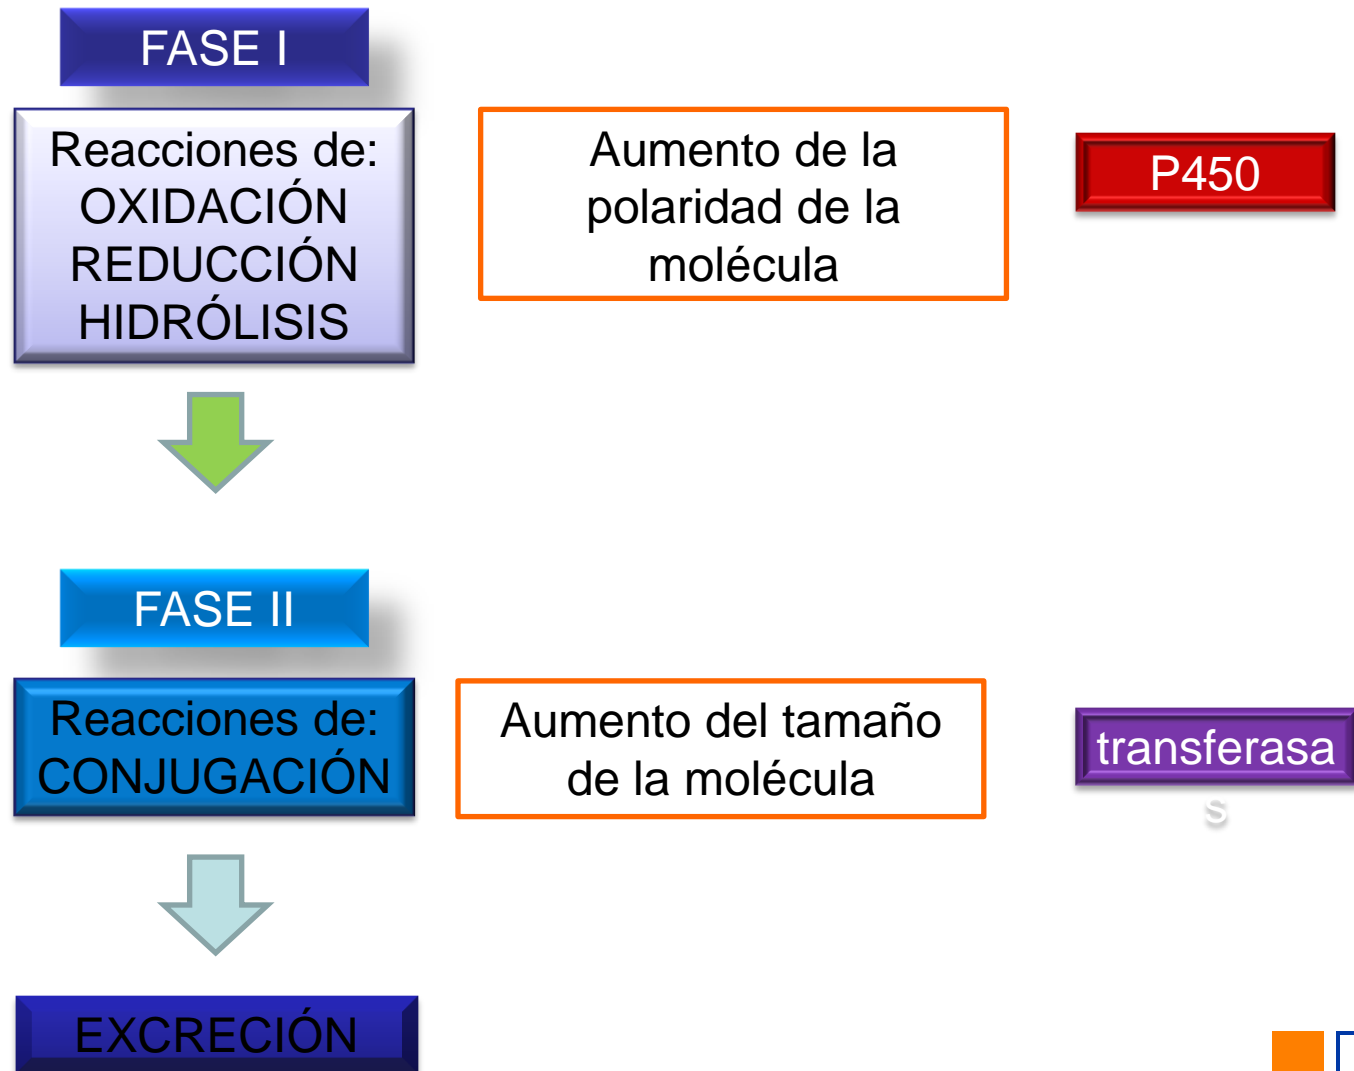 FASE I
Reacciones de:
OXIDACIÓN
REDUCCIÓN
HIDRÓLISIS
Aumento de la
polaridad de la
molécula
P450
FASE II
Reacciones de:
CONJUGACIÓN
Aumento del tamaño
de la molécula
transferasa
s
EXCRECIÓN